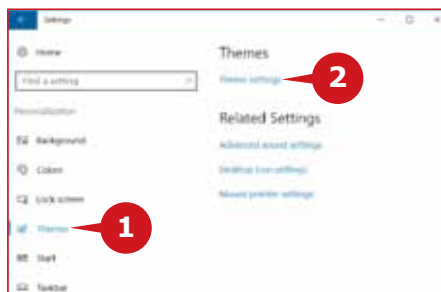 Settings
Home
Find a setting
Personalization
Background
Colors
Lock screen
Themes
Start
Taskbar
1
Themes
Theme settings
2
Related Settings
Advanced sound settings
Desktop icon settings
Mouse pointer settings